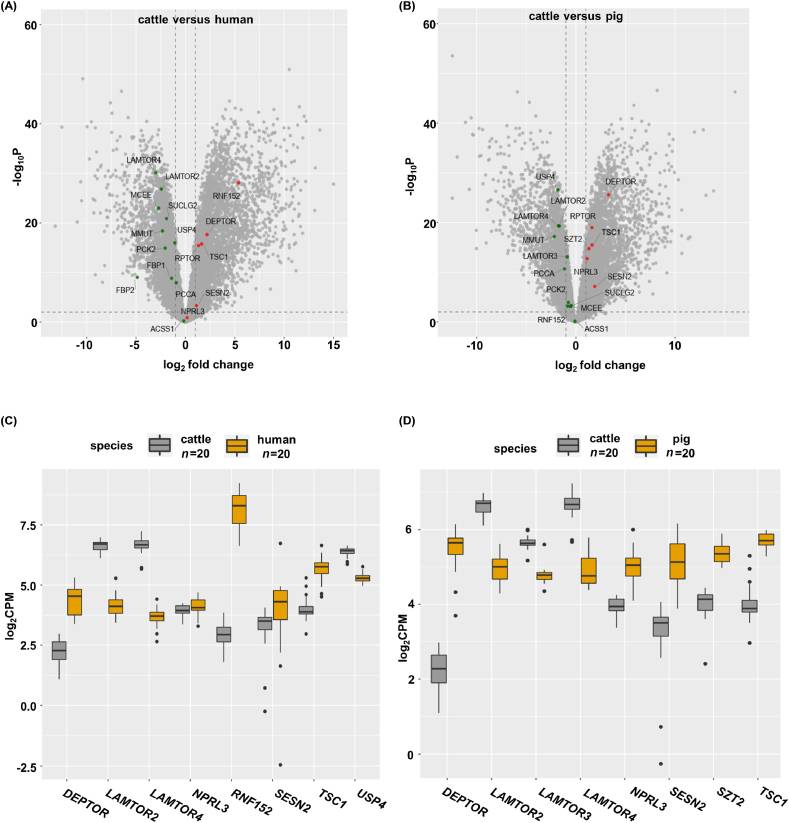 (A)
cattle versus human
60
40
20
0
-log10P
LAMTOR4
LAMTOR2
MCEE
SUCLG2
RNF152
MMUT
USP4
DEPTOR
PCK2
RPTOR
TSC1
FBP1
FBP2
PCCA
SESN2
NPRL3
ACSS1
-10
-5
0
5
10
15
log2 fold change
(B)
cattle versus pig
60
40
20
0
-log10P
USP4
DEPTOR
LAMTOR2
LAMTOR4
RPTOR
MMUT
SZT2
TSC1
LAMTOR3
PCCA
NPRL3
SESN2
PCK2
SUCLG2
MCEE
RNF152
ACSS1
-10
0
10
log2 fold change
(C)
species
cattle
n=20
human
n=20
7.5
5.0
2.5
0.0
-2.5
log2CPM
DEPTOR
LAMTOR2
LAMTOR4
NPRL3
RNF152
SESN2
TSC1
USP4
(D)
species
cattle
n=20
pig
n=20
6
4
2
0
log2CPM
DEPTOR
LAMTOR2
LAMTOR3
LAMTOR4
NPRL3
SESN2
SZT2
TSC1